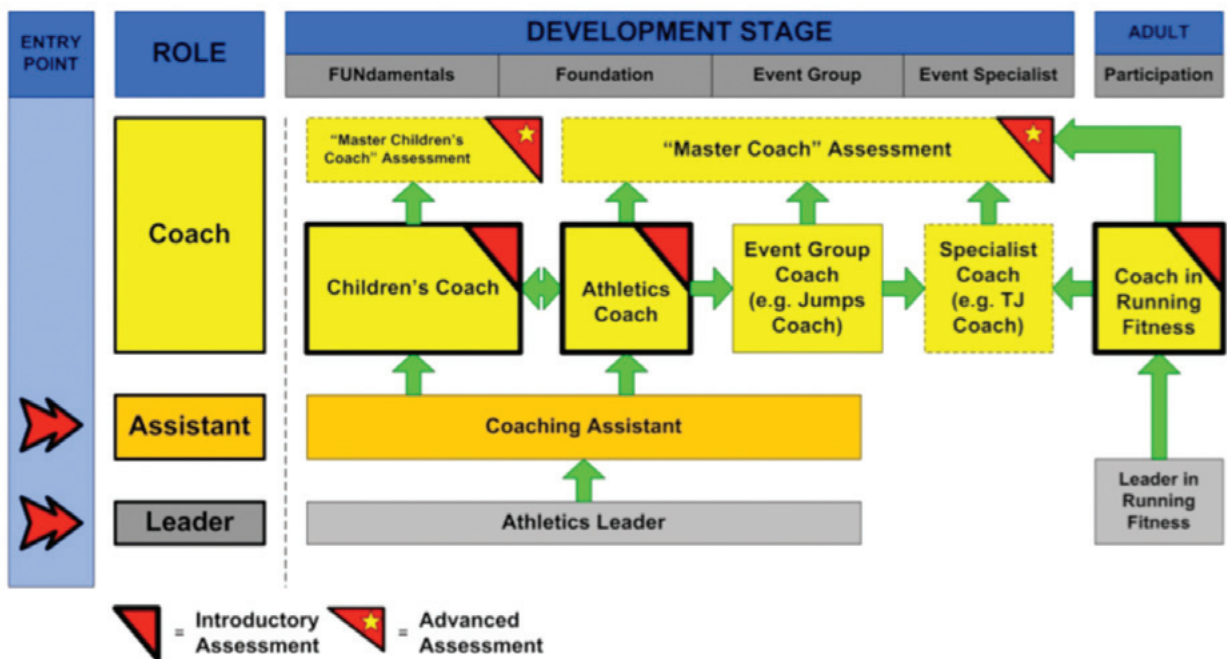 ENTRY
POINT
ROLE
DEVELOPMENT STAGE
ADULT
FUNdamentals
Foundation
Event Group
Event Specialist
Participation
Coach
“Master Children’s
Coach” Assessment
“Master Coach” Assessment
Children’s Coach
Athletics
Coach
Event Group
Coach
(e.g. Jumps
Coach)
Specialist
Coach
(e.g. TJ
Coach)
Coach in
Running
Fitness
Assistant
Coaching Assistant
Leader
Athletics Leader
Leader in
Running
Fitness
= Introductory
Assessment
= Advanced
Assessment